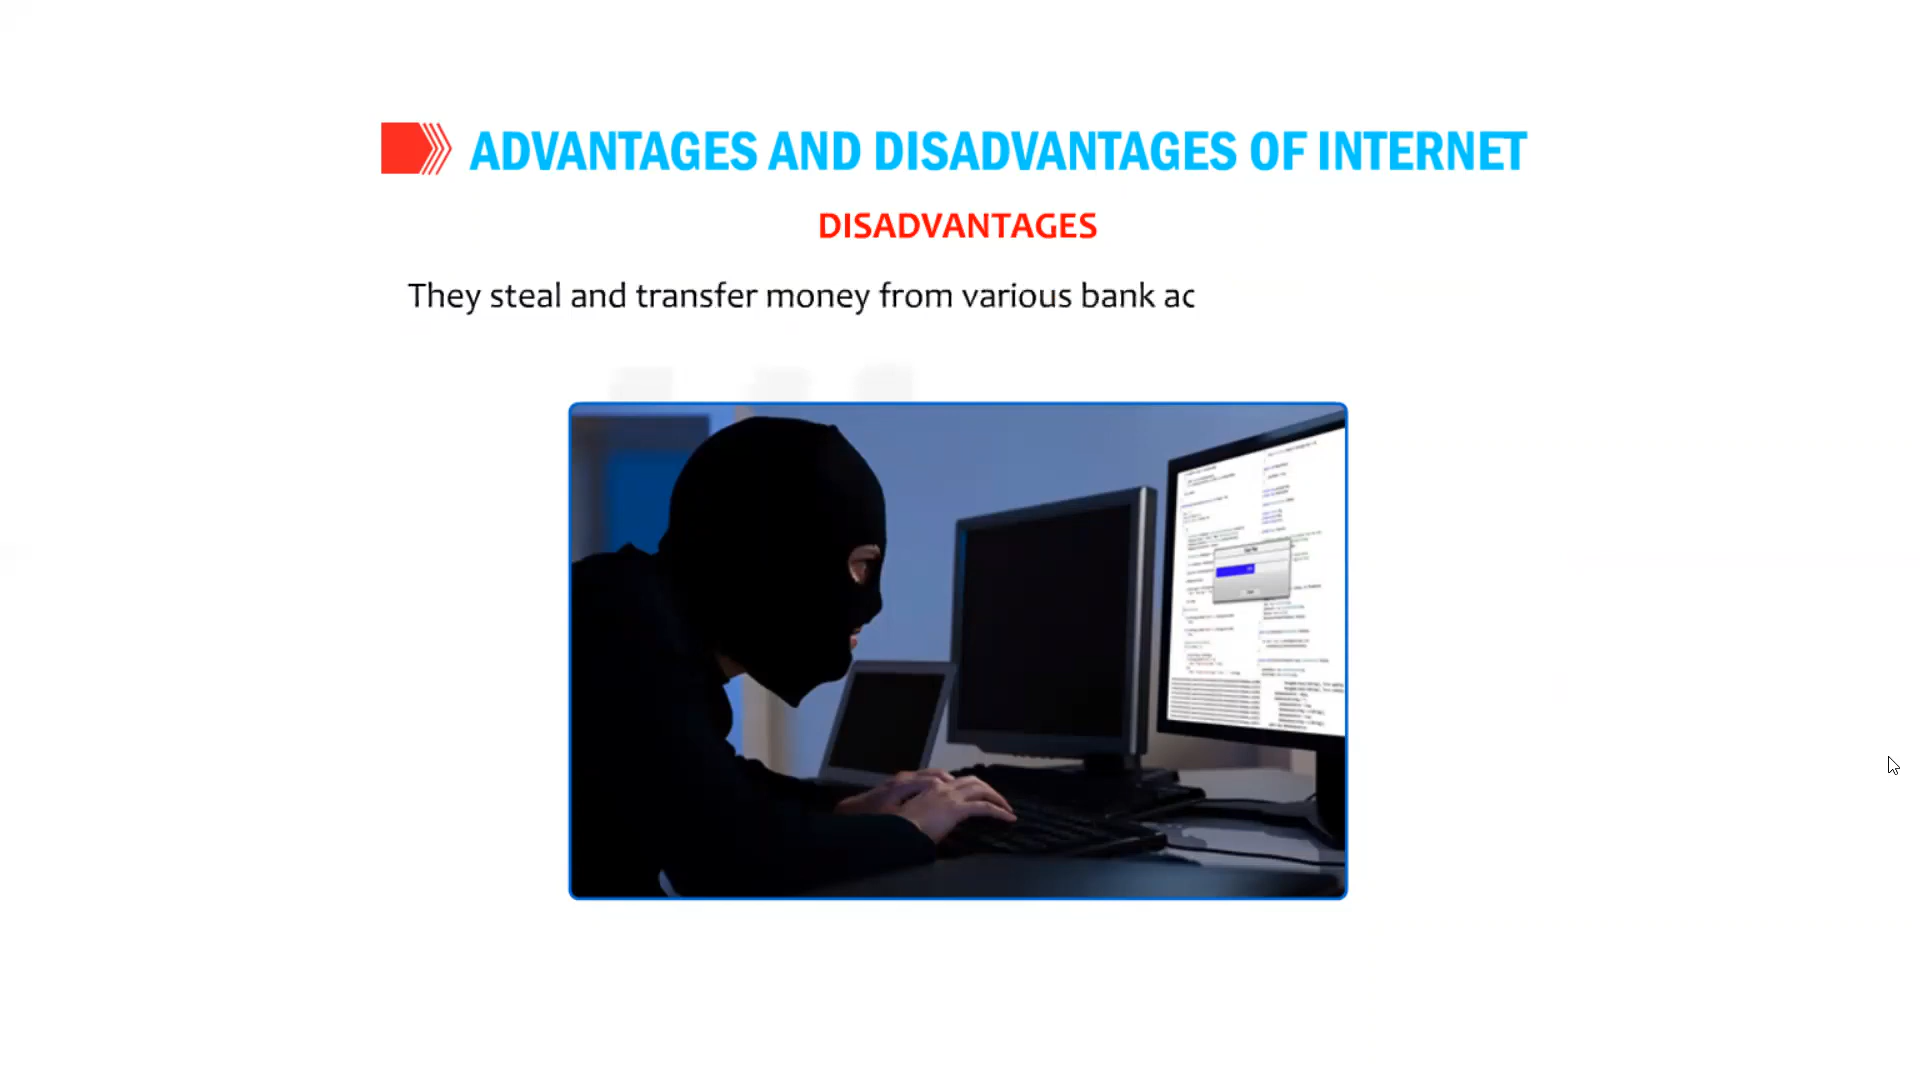 ADVANTAGES AND DISADVANTAGES OF INTERNET
DISADVANTAGES
They steal and transfer money from various bank ac